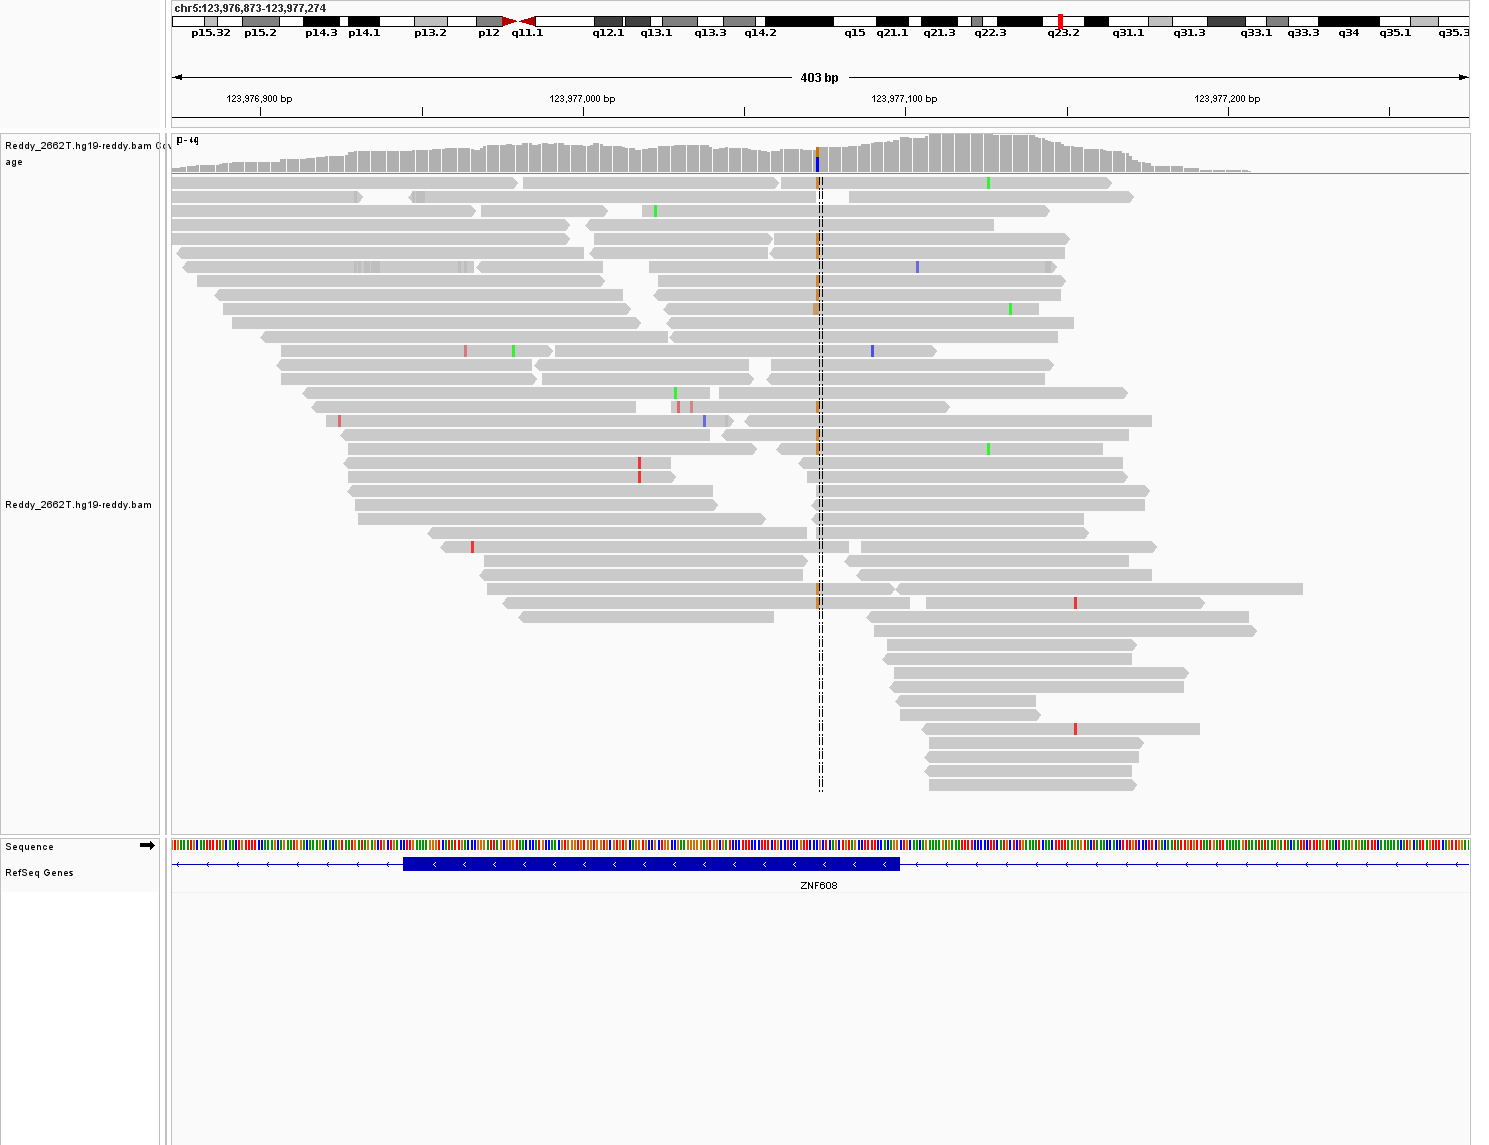 chr5:123,976,873-123,977,274
p15.32 p15.2 p14.3 p14.1 p13.2 p12 q11.1 q12.1 q13.1 q13.3 q14.2 q15 q21.1 q21.3 q22.3 q23.2 q31.1 q31.3 q33.1 q33.3 q34 q35.1 q35.3
403 bp
123,976,900 bp 123,977,000 bp 123,977,100 bp 123,977,200 bp
Reddy_2662T.hg19-reddy.bam Cov
age
Reddy_2662T.hg19-reddy.bam
Sequence
RefSeq Genes
ZNF608